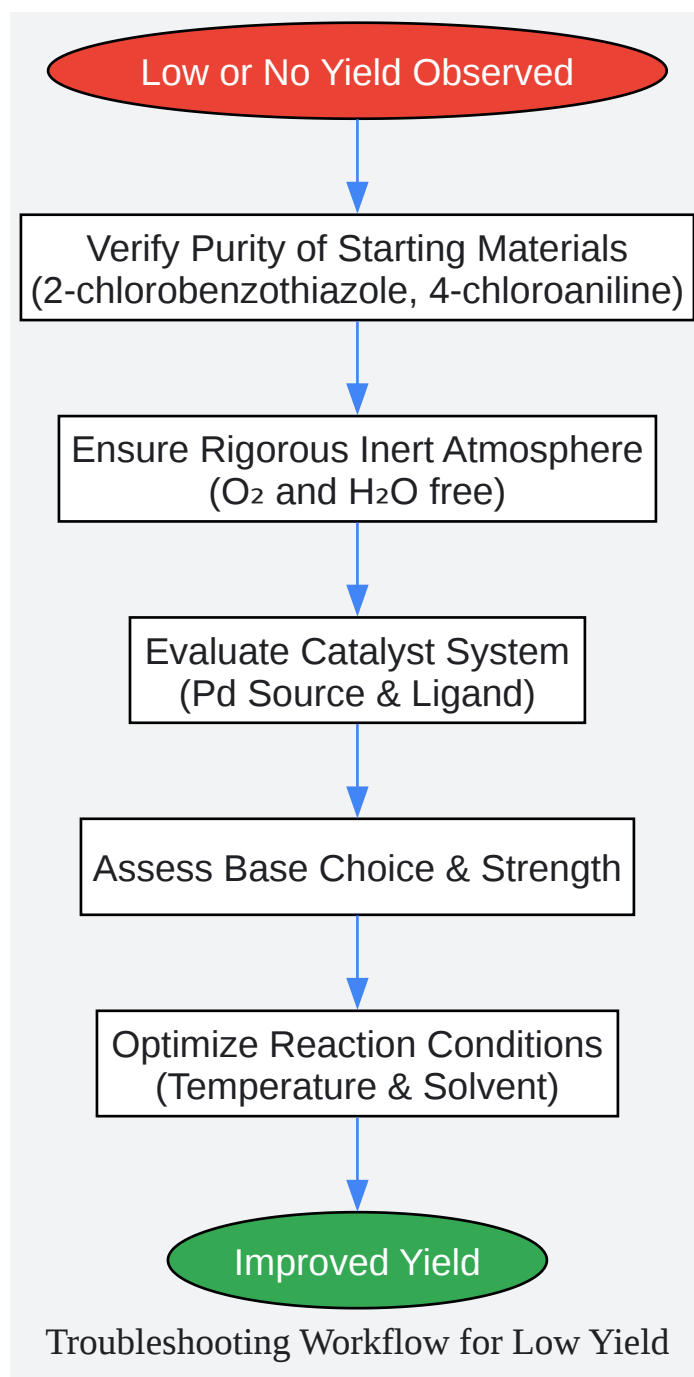 Low or No Yield Observed
Verify Purity of Starting Materials
(2-chlorobenzothiazole, 4-chloroaniline)
Ensure Rigorous Inert Atmosphere
(O₂ and H₂O free)
Evaluate Catalyst System
(Pd Source & Ligand)
Assess Base Choice & Strength
Optimize Reaction Conditions
(Temperature & Solvent)
Improved Yield
Troubleshooting Workflow for Low Yield